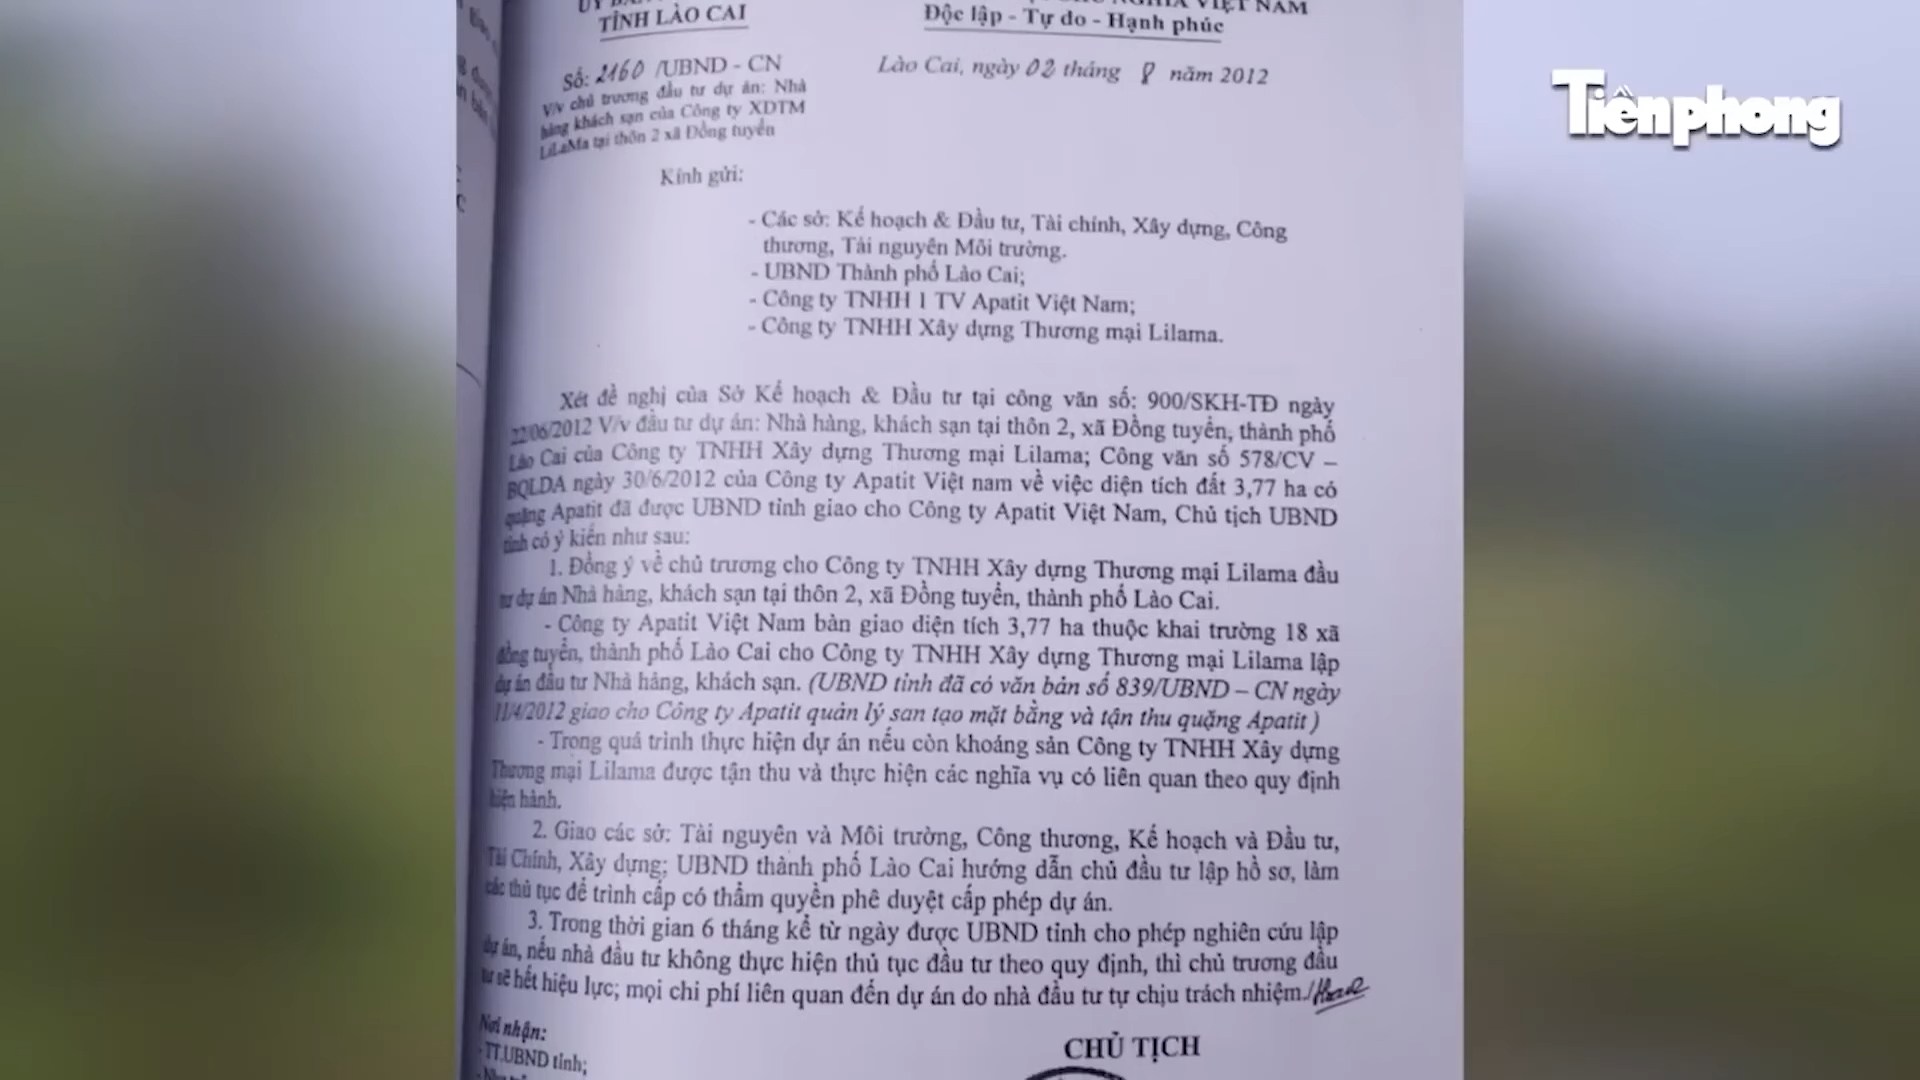 TỈNH LÀO CAI
VIỆT NAM
Độc lập - Tự do - Hạnh phúc
Số: 2160 /UBND - CN
Lào Cai, ngày 02 tháng 8 năm 2012
V/v chủ trương đầu tư dự án: Nhà
hàng khách sạn của Công ty XDTM
LiLaMa tại thôn 2 xã Đồng tuyển
Tiền phong
Kính gửi:
- Các sở: Kế hoạch & Đầu tư, Tài chính, Xây dựng, Công
thương, Tài nguyên Môi trường.
- UBND Thành phố Lào Cai;
- Công ty TNHH 1 TV Apatit Việt Nam;
- Công ty TNHH Xây dựng Thương mại Lilama.
Xét đề nghị của Sở Kế hoạch & Đầu tư tại công văn số: 900/SKH-TĐ ngày
22/06/2012 V/v đầu tư dự án: Nhà hàng, khách sạn tại thôn 2, xã Đồng tuyển, thành phố
Lào Cai của Công ty TNHH Xây dựng Thương mại Lilama; Công văn số 578/CV –
BQLDA ngày 30/6/2012 của Công ty Apatit Việt nam về việc diện tích đất 3,77 ha có
quặng Apatit đã được UBND tỉnh giao cho Công ty Apatit Việt Nam, Chủ tịch UBND
tỉnh có ý kiến như sau:
1. Đồng ý về chủ trương cho Công ty TNHH Xây dựng Thương mại Lilama đầu
tư dự án Nhà hàng, khách sạn tại thôn 2, xã Đồng tuyển, thành phố Lào Cai.
- Công ty Apatit Việt Nam bàn giao diện tích 3,77 ha thuộc khai trường 18 xã
đồng tuyển, thành phố Lào Cai cho Công ty TNHH Xây dựng Thương mại Lilama lập
dự án đầu tư Nhà hàng, khách sạn. (UBND tỉnh đã có văn bản số 839/UBND – CN ngày
11/4/2012 giao cho Công ty Apatit quản lý san tạo mặt bằng và tận thu quặng Apatit )
- Trong quá trình thực hiện dự án nếu còn khoáng sản Công ty TNHH Xây dựng
Thương mại Lilama được tận thu và thực hiện các nghĩa vụ có liên quan theo quy định
hiện hành.
2. Giao các sở: Tài nguyên và Môi trường, Công thương, Kế hoạch và Đầu tư,
Tài Chính, Xây dựng; UBND thành phố Lào Cai hướng dẫn chủ đầu tư lập hồ sơ, làm
các thủ tục để trình cấp có thẩm quyền phê duyệt cấp phép dự án.
3. Trong thời gian 6 tháng kể từ ngày được UBND tỉnh cho phép nghiên cứu lập
dự án, nếu nhà đầu tư không thực hiện thủ tục đầu tư theo quy định, thì chủ trương đầu
tư sẽ hết hiệu lực; mọi chi phí liên quan đến dự án do nhà đầu tư tự chịu trách nhiệm./
Nơi nhận:
- TT.UBND tỉnh;
CHỦ TỊCH